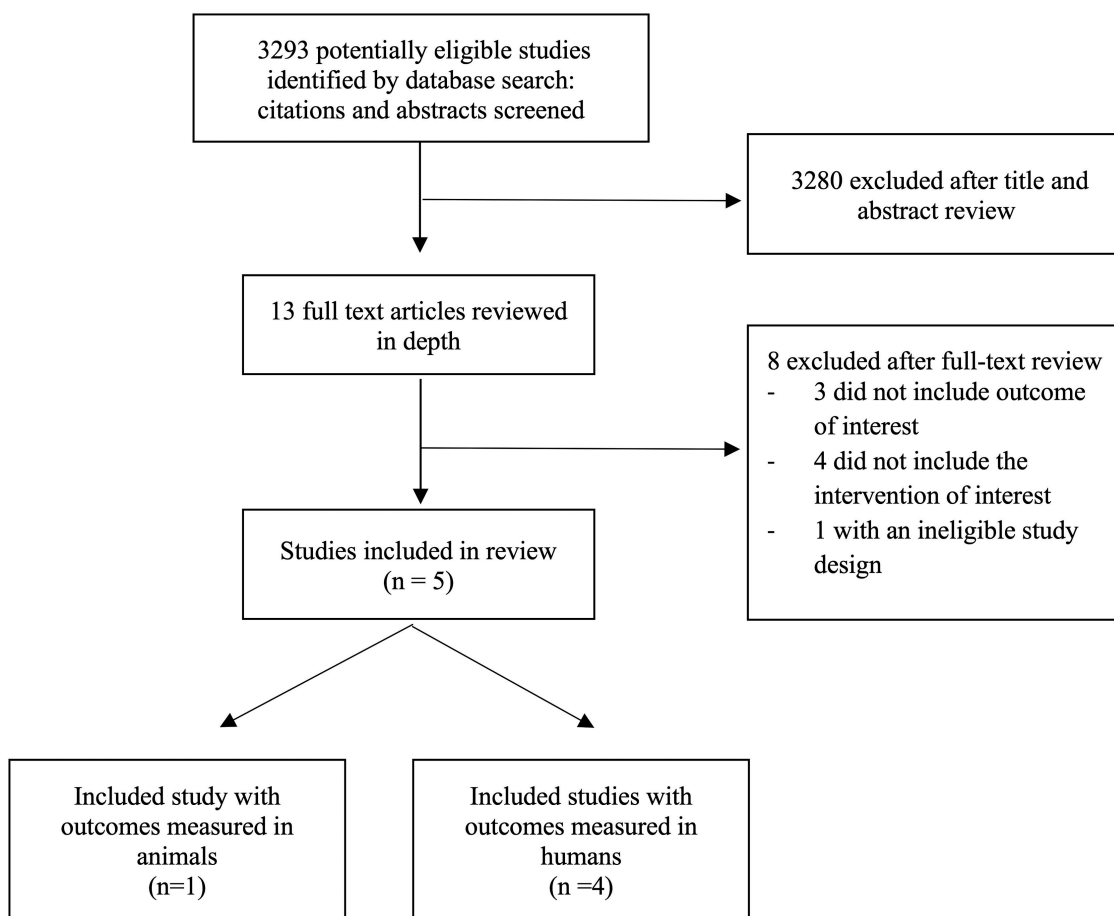 3293 potentially eligible studies
identified by database search:
citations and abstracts screened
3280 excluded after title and
abstract review
13 full text articles reviewed
in depth
8 excluded after full-text review
- 3 did not include outcome
of interest
- 4 did not include the
intervention of interest
- 1 with an ineligible study
design
Studies included in review
(n = 5)
Included study with
outcomes measured in
animals
(n=1)
Included studies with
outcomes measured in
humans
(n =4)